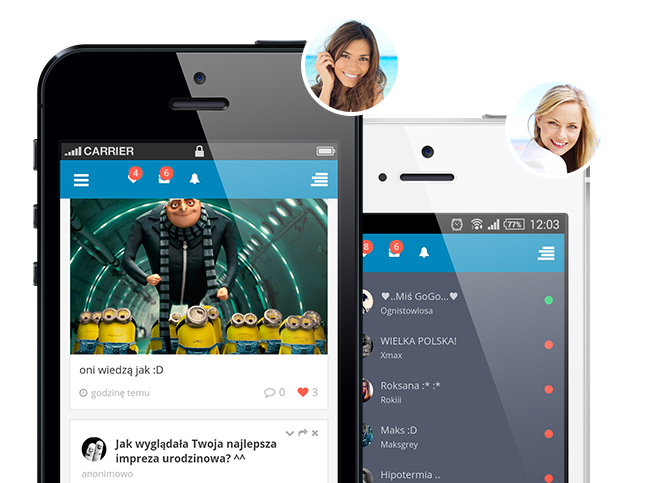 CARRIER
4
6
oni wiedzą jak :D
godzinę temu
0
3
Jak wyglądała Twoja najlepsza
impreza urodzinowa? ^^
anonimowo
77%
12:03
8
6
♥..Miś GoGo...♥
Ognistowlosa
WIELKA POLSKA!
Xmax
Roksana :* :*
Rokiii
Maks :D
Maksgrey
Hipotermia ..